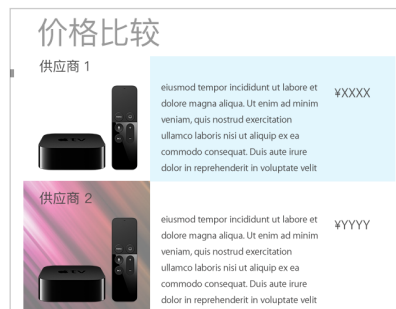 价格比较
供应商 1
eiusmod tempor incididunt ut labore et
dolore magna aliqua. Ut enim ad minim
veniam, quis nostrud exercitation
ullamco laboris nisi ut aliquip ex ea
commodo consequat. Duis aute irure
dolor in reprehenderit in voluptate velit
¥XXXX
供应商 2
eiusmod tempor incididunt ut labore et
dolore magna aliqua. Ut enim ad minim
veniam, quis nostrud exercitation
ullamco laboris nisi ut aliquip ex ea
commodo consequat. Duis aute irure
dolor in reprehenderit in voluptate velit
¥YYYY